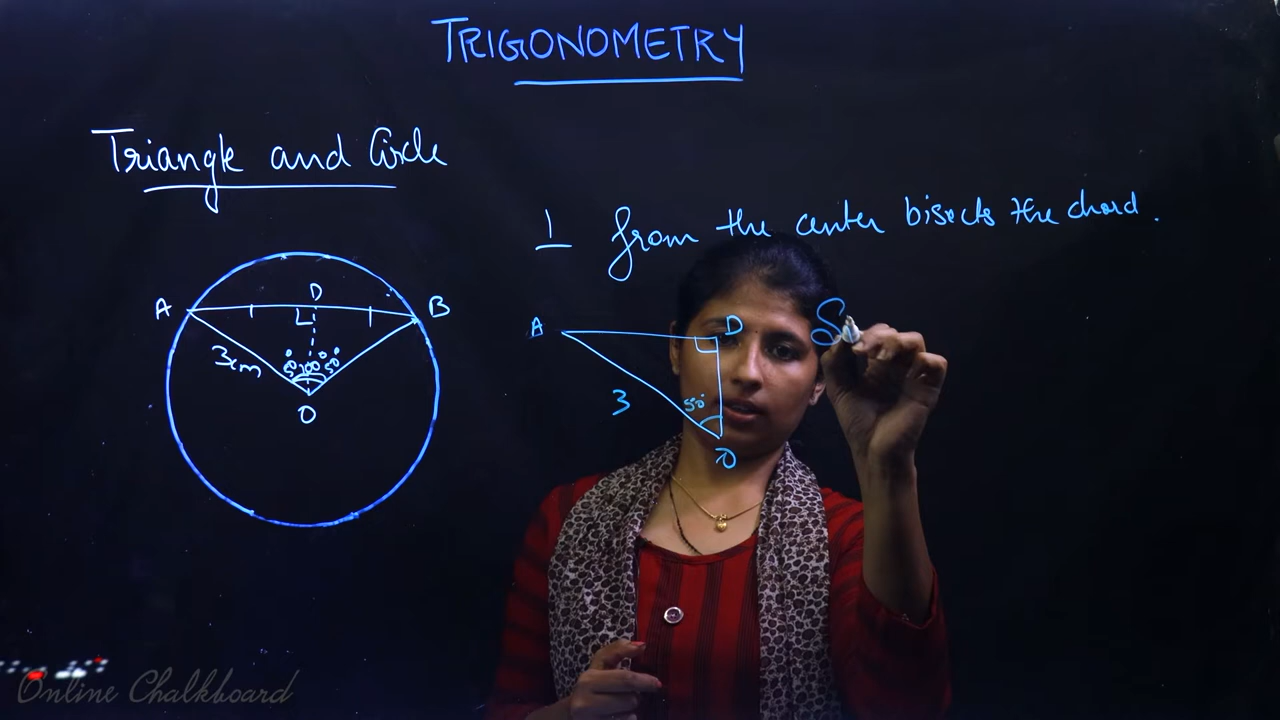 TRIGONOMETRY
Triangle and Circle
⊥ from the center bisects the chord.
A D B
3cm 50° 100° 50°
O
A D
3 50°
O
Online Chalkboard